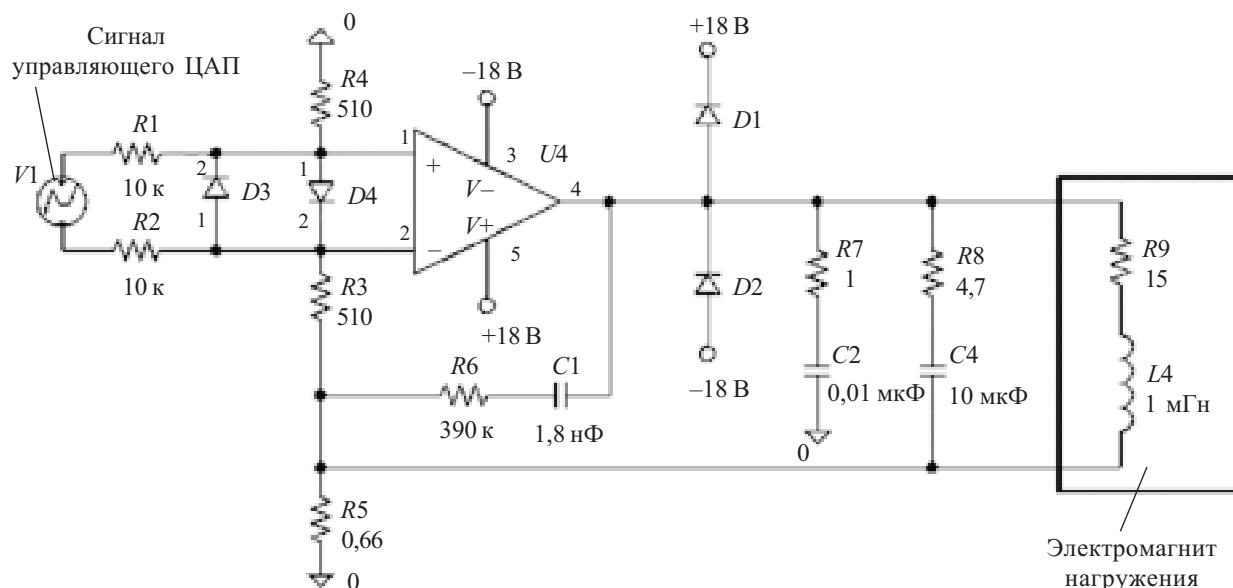 Сигнал
управляющего ЦАП
0
R4
510
–18 В
+18 В
R1
10 к
V1
R2
10 к
2
D3
1
1
D4
2
1
+
2
–
3
V–
V+
5
U4
4
+18 В
D1
D2
–18 В
R3
510
R6
390 к
C1
1,8 нФ
R7
1
C2
0,01 мкФ
0
R8
4,7
C4
10 мкФ
R9
15
L4
1 мГн
R5
0,66
0
Электромагнит
нагружения